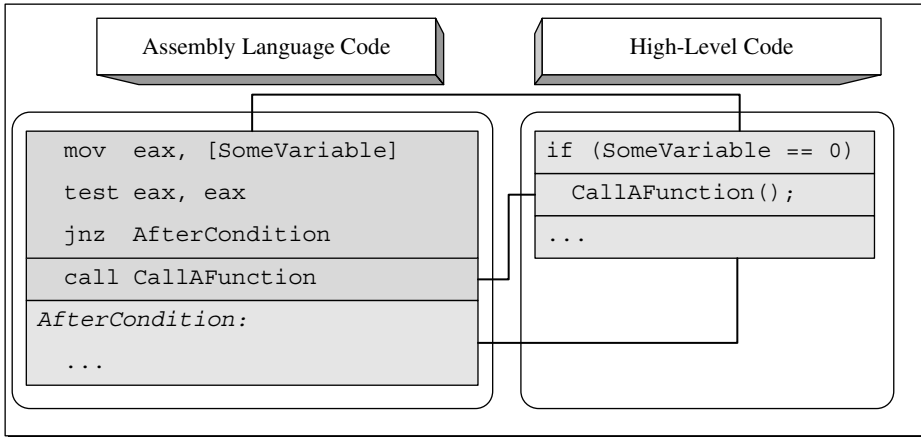 Assembly Language Code
High-Level Code
mov eax, [SomeVariable]
test eax, eax
jnz AfterCondition
call CallAFunction
AfterCondition:
...
if (SomeVariable == 0)
CallAFunction();
...